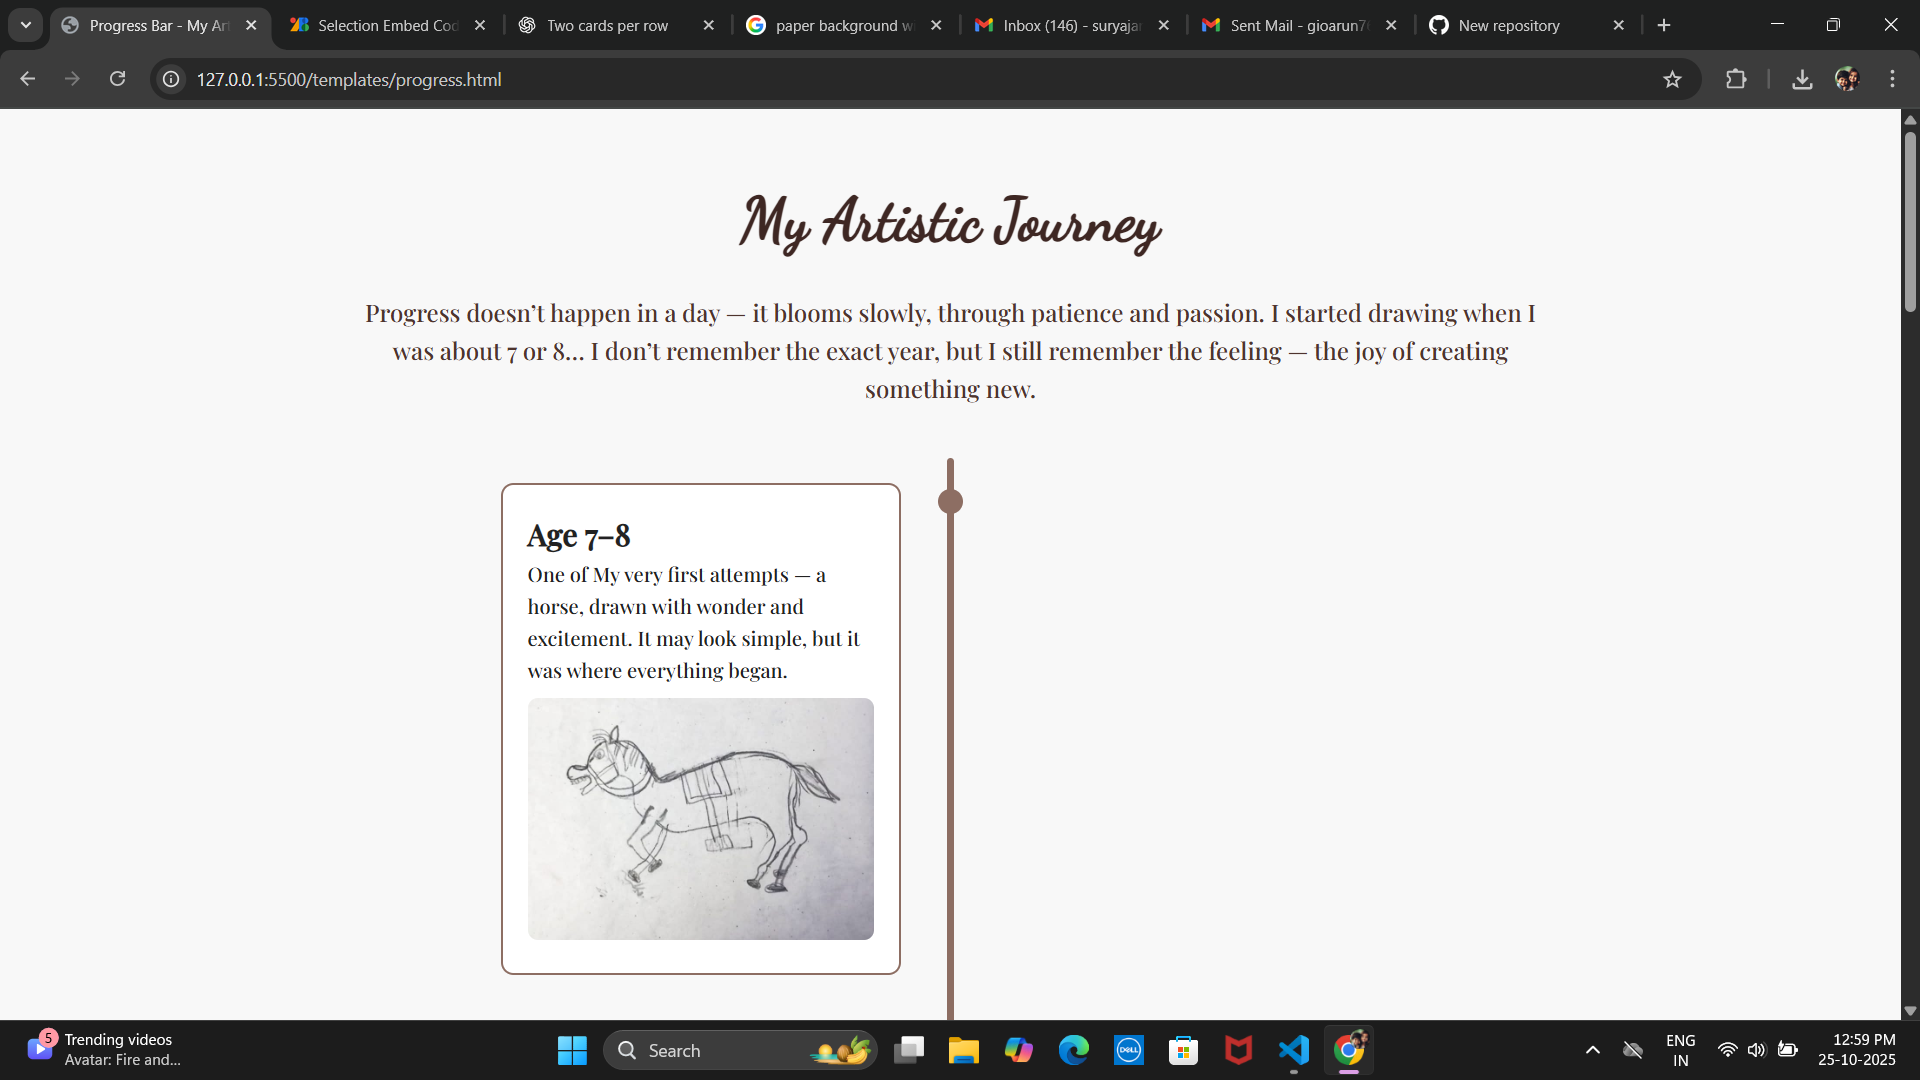 Progress Bar - My Ar
Selection Embed Cod
Two cards per row
paper background w
Inbox (146) - suryaja
Sent Mail - gioarun7
New repository
127.0.0.1:5500/templates/progress.html
My Artistic Journey
Progress doesn’t happen in a day — it blooms slowly, through patience and passion. I started drawing when I
was about 7 or 8… I don’t remember the exact year, but I still remember the feeling — the joy of creating
something new.
Age 7–8
One of My very first attempts — a
horse, drawn with wonder and
excitement. It may look simple, but it
was where everything began.
5
Trending videos
Avatar: Fire and...
Search
DELL
ENG
IN
12:59 PM
25-10-2025